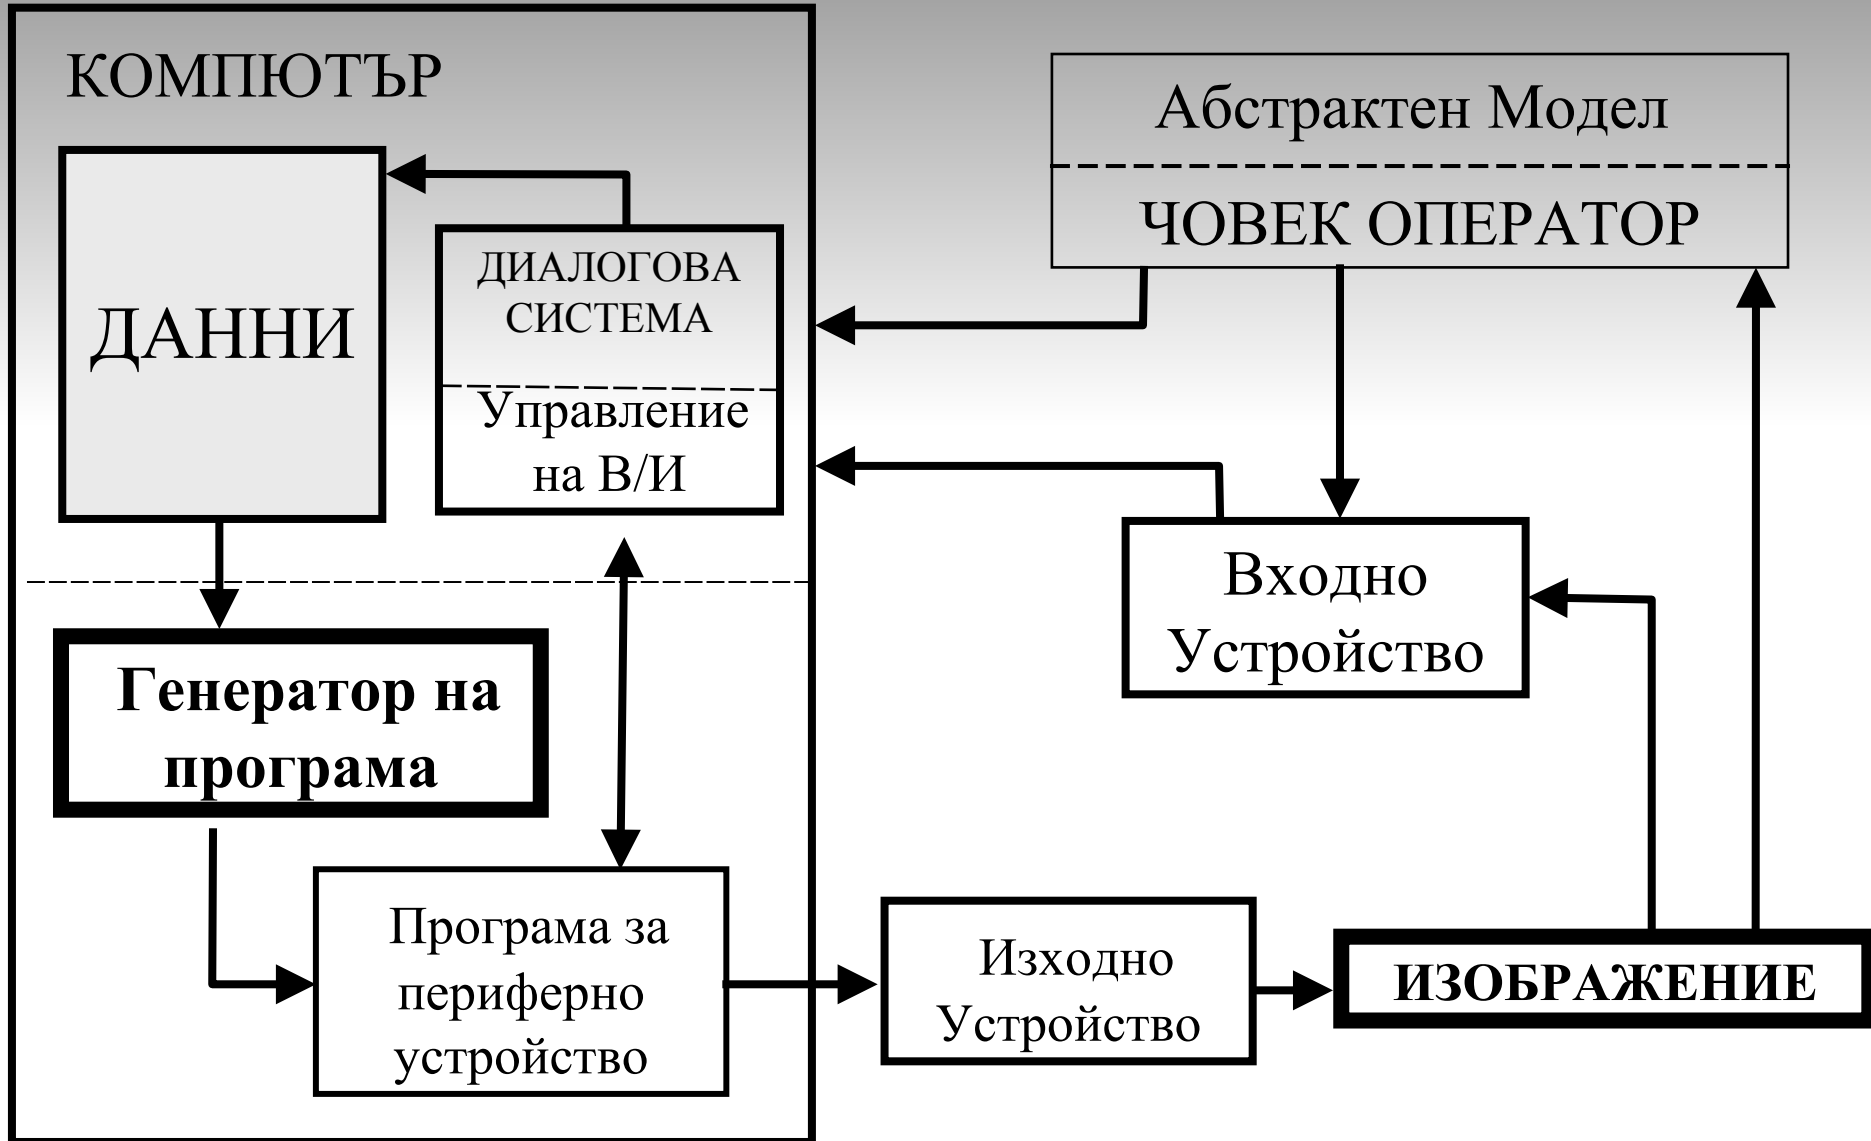 КОМПЮТЪР
Абстрактен Модел
ЧОВЕК ОПЕРАТОР
ДАННИ
ДИАЛОГОВА
СИСТЕМА
Управление
на В/И
Входно
Устройство
Генератор на
програма
Програма за
периферно
устройство
Изходно
Устройство
ИЗОБРАЖЕНИЕ